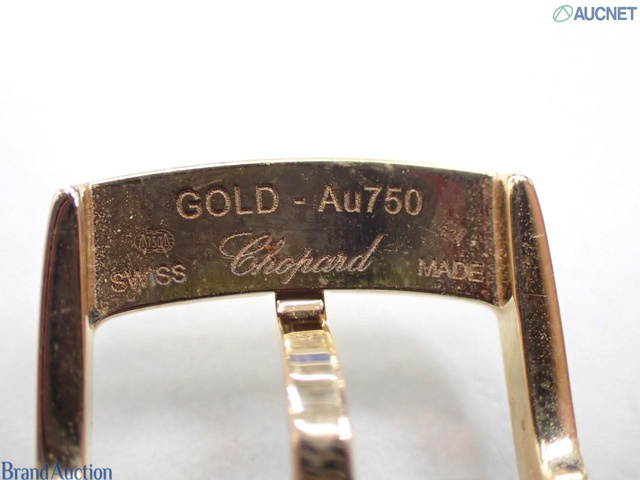 AUCNET
GOLD - Au750
Chopard
SWISS MADE
BrandAuction